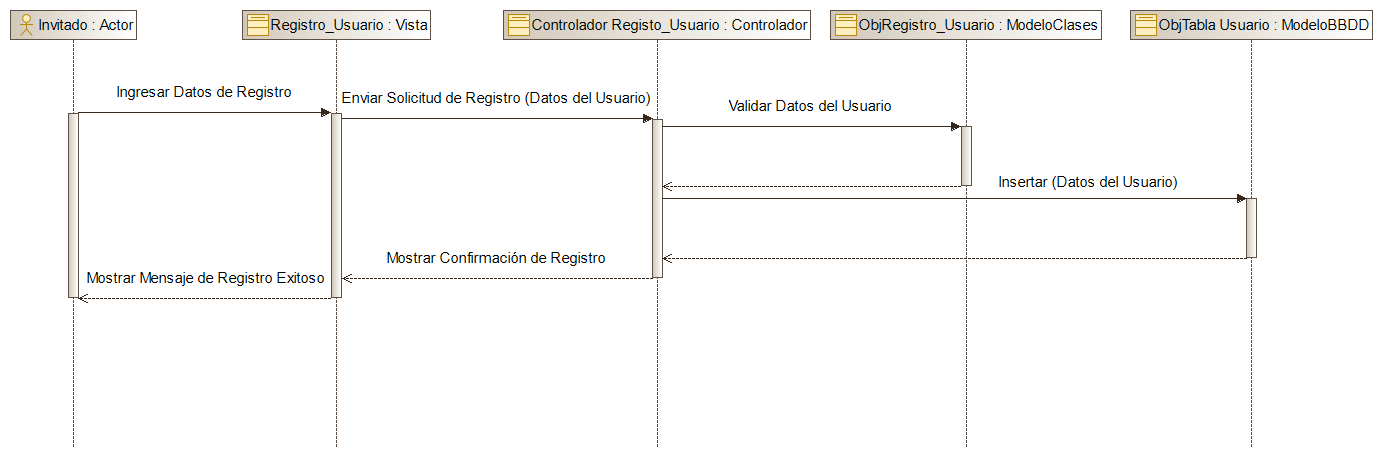 Invitado : Actor
Registro_Usuario : Vista
Controlador Registo_Usuario : Controlador
ObjRegistro_Usuario : ModeloClases
ObjTabla Usuario : ModeloBBDD
Ingresar Datos de Registro
Enviar Solicitud de Registro (Datos del Usuario)
Validar Datos del Usuario
Insertar (Datos del Usuario)
Mostrar Confirmación de Registro
Mostrar Mensaje de Registro Exitoso